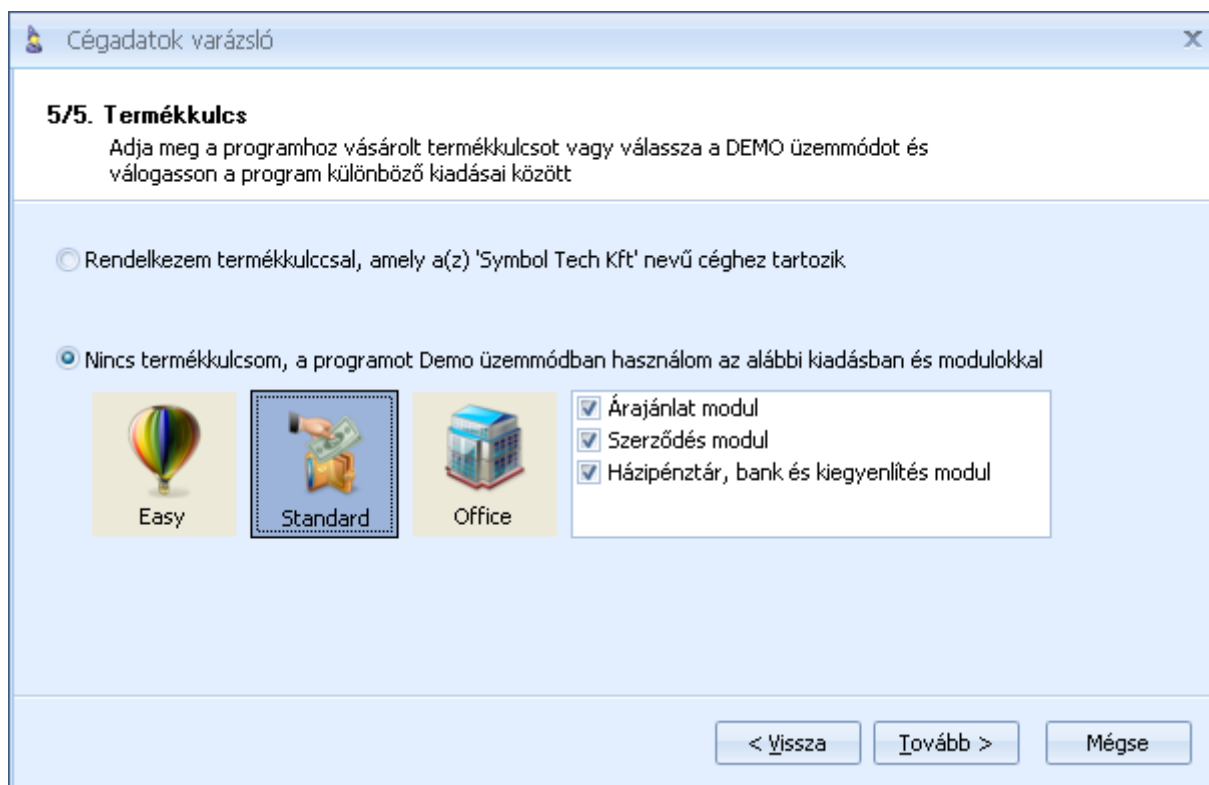 Cégadatok varázsló
5/5. Termékkulcs
Adja meg a programhoz vásárolt termékkulcsot vagy válassza a DEMO üzemmódot és
válogasson a program különböző kiadásai között
Rendelkezem termékkulccsal, amely a(z) 'Symbol Tech Kft' nevű céghez tartozik
Nincs termékkulcsom, a programot Demo üzemmódban használom az alábbi kiadásban és modulokkal
Easy
Standard
Office
Árajánlat modul
Szerződés modul
Házipénztár, bank és kiegyenlítés modul
< Vissza
Tovább >
Mégse